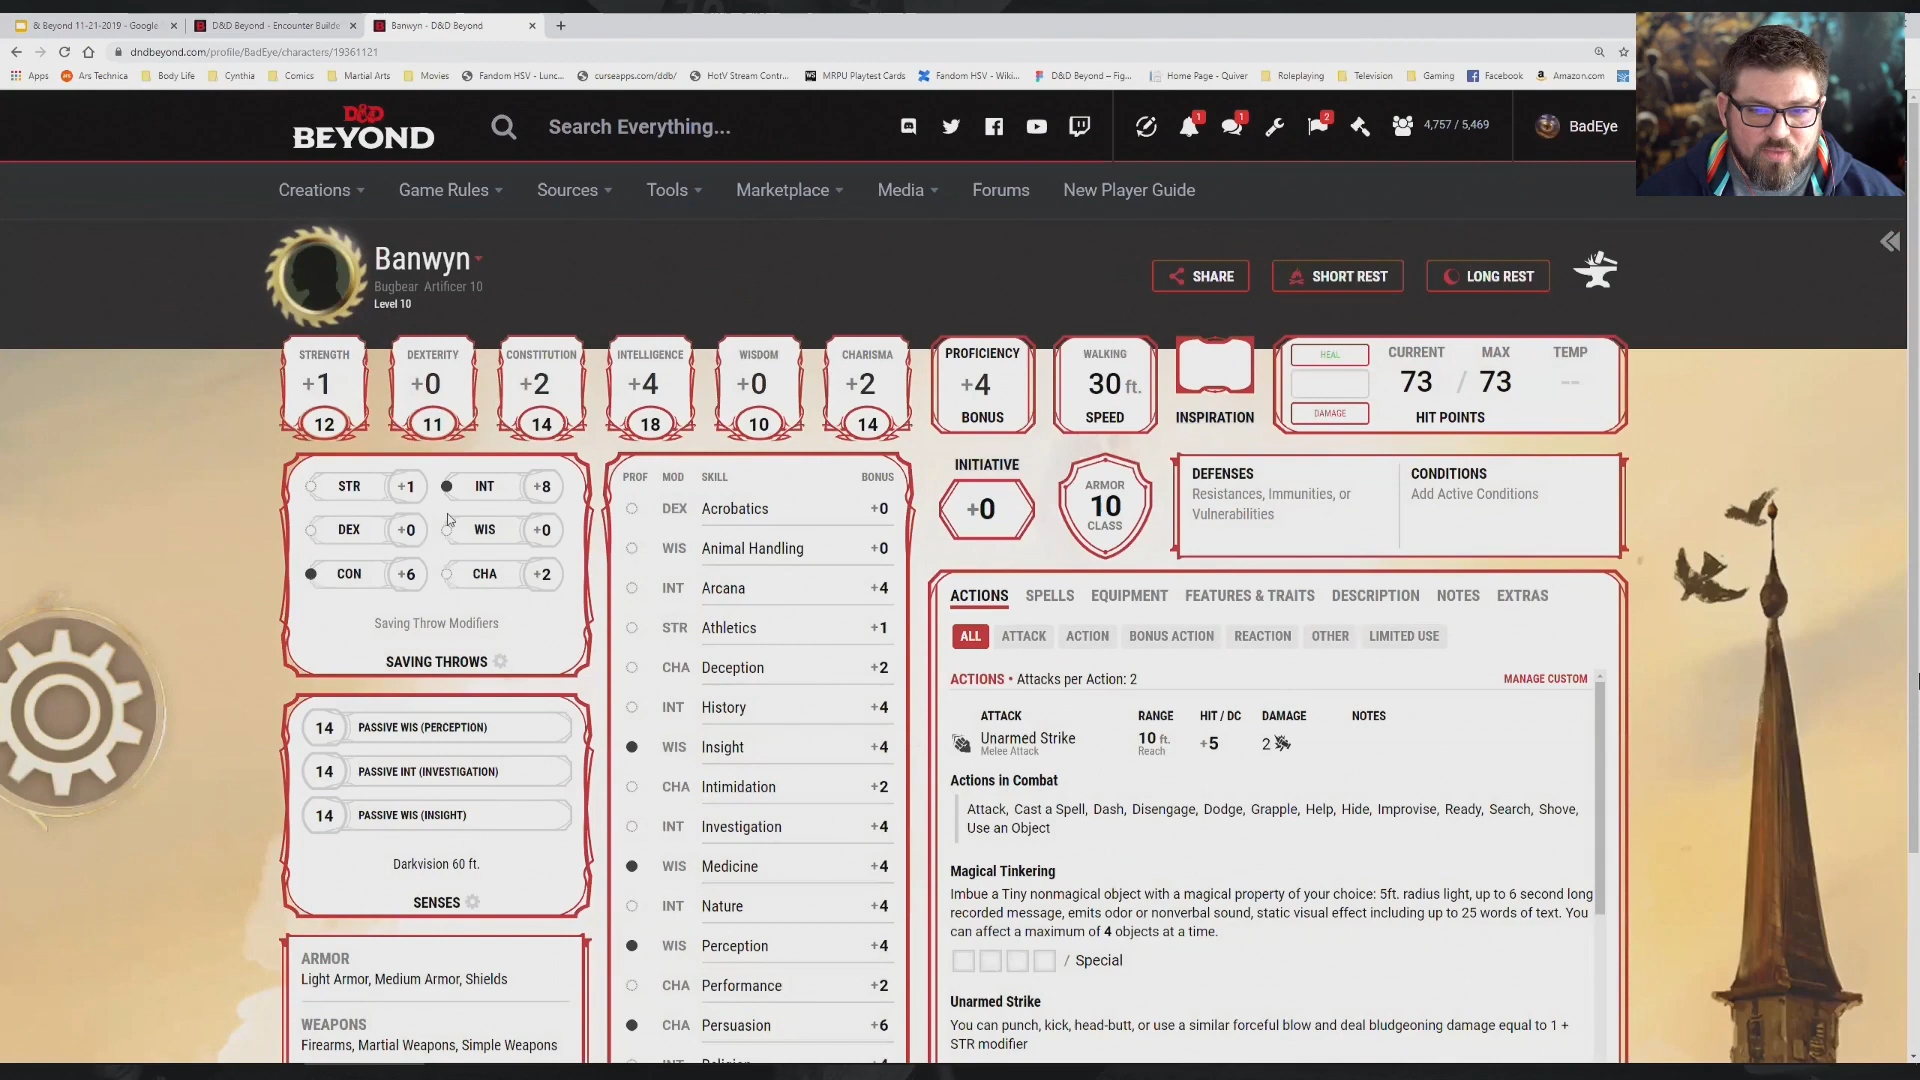 & Beyond 11-21-2019 - Google
D&D Beyond - Encounter Builde
Banwyn - D&D Beyond
dndbeyond.com/profile/BadEye/characters/19361121
Apps
Ars Technica
Body Life
Cynthia
Comics
Martial Arts
Movies
Fandom HSV - Lunc...
curseapps.com/ddb/
HotV Stream Contr...
MRPU Playtest Cards
Fandom HSV - Wiki...
D&D Beyond – Fig...
Home Page - Quiver
Roleplaying
Television
Gaming
Facebook
Amazon.com
D&D
BEYOND
Search Everything...
1
1
2
4,757 / 5,469
BadEye
Creations
Game Rules
Sources
Tools
Marketplace
Media
Forums
New Player Guide
Banwyn
Bugbear Artificer 10
Level 10
SHARE
SHORT REST
LONG REST
STRENGTH
+1
12
DEXTERITY
+0
11
CONSTITUTION
+2
14
INTELLIGENCE
+4
18
WISDOM
+0
10
CHARISMA
+2
14
PROFICIENCY
+4
BONUS
WALKING
30 ft.
SPEED
INSPIRATION
HEAL
DAMAGE
CURRENT
MAX
TEMP
73 / 73
--
HIT POINTS
STR +1
INT +8
DEX +0
WIS +0
CON +6
CHA +2
Saving Throw Modifiers
SAVING THROWS
14 PASSIVE WIS (PERCEPTION)
14 PASSIVE INT (INVESTIGATION)
14 PASSIVE WIS (INSIGHT)
Darkvision 60 ft.
SENSES
ARMOR
Light Armor, Medium Armor, Shields
WEAPONS
Firearms, Martial Weapons, Simple Weapons
PROF MOD SKILL BONUS
DEX Acrobatics +0
WIS Animal Handling +0
INT Arcana +4
STR Athletics +1
CHA Deception +2
INT History +4
WIS Insight +4
CHA Intimidation +2
INT Investigation +4
WIS Medicine +4
INT Nature +4
WIS Perception +4
CHA Performance +2
CHA Persuasion +6
INITIATIVE
+0
ARMOR
10
CLASS
DEFENSES
Resistances, Immunities, or
Vulnerabilities
CONDITIONS
Add Active Conditions
ACTIONS
SPELLS
EQUIPMENT
FEATURES & TRAITS
DESCRIPTION
NOTES
EXTRAS
ALL
ATTACK
ACTION
BONUS ACTION
REACTION
OTHER
LIMITED USE
ACTIONS • Attacks per Action: 2
MANAGE CUSTOM
ATTACK RANGE HIT / DC DAMAGE NOTES
Unarmed Strike 10 ft. +5 2
Melee Attack Reach
Actions in Combat
Attack, Cast a Spell, Dash, Disengage, Dodge, Grapple, Help, Hide, Improvise, Ready, Search, Shove,
Use an Object
Magical Tinkering
Imbue a Tiny nonmagical object with a magical property of your choice: 5ft. radius light, up to 6 second long
recorded message, emits odor or nonverbal sound, static visual effect including up to 25 words of text. You
can affect a maximum of 4 objects at a time.
/ Special
Unarmed Strike
You can punch, kick, head-butt, or use a similar forceful blow and deal bludgeoning damage equal to 1 +
STR modifier